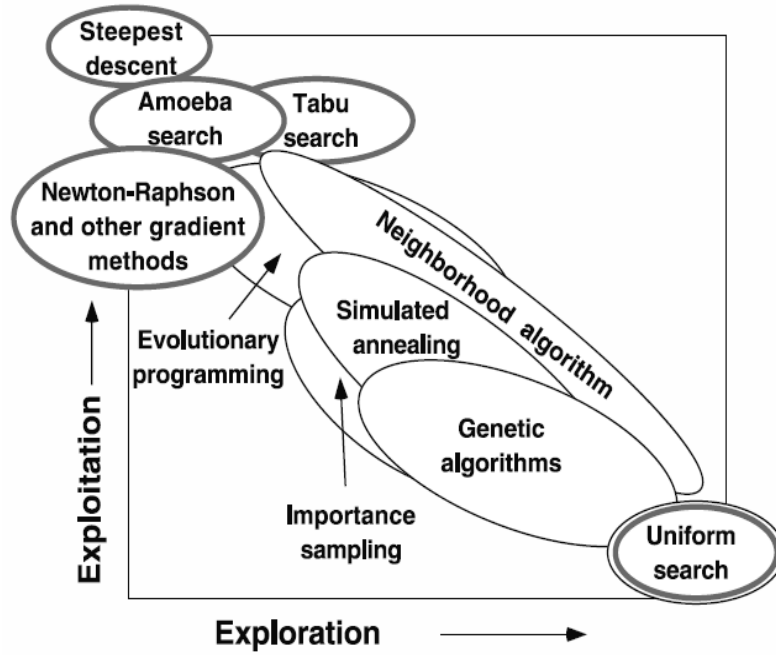 Steepest
descent
Amoeba
search
Tabu
search
Newton-Raphson
and other gradient
methods
Neighborhood algorithm
Simulated
annealing
Evolutionary
programming
Genetic
algorithms
Importance
sampling
Uniform
search
Exploitation
Exploration